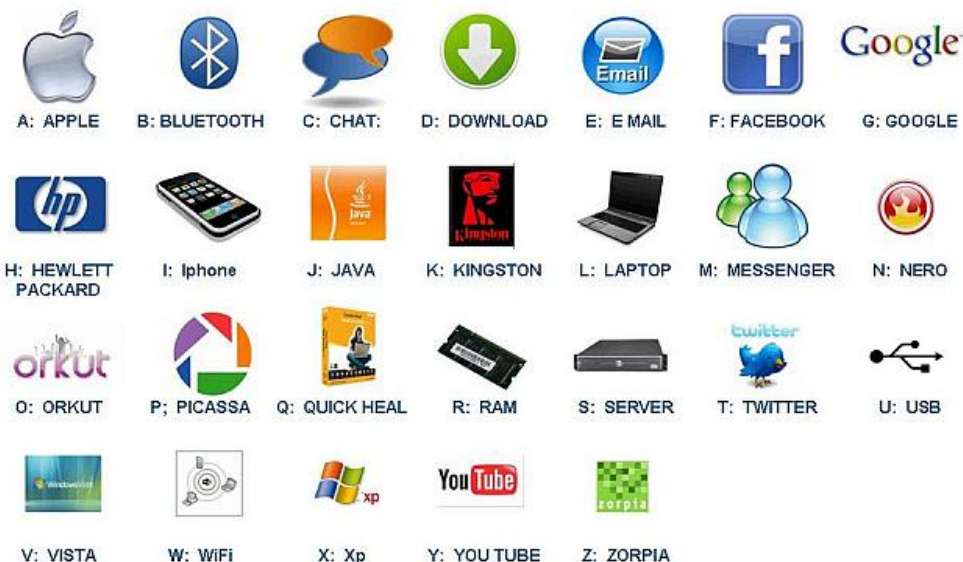 Email
Google
A: APPLE B: BLUETOOTH C: CHAT: D: DOWNLOAD E: E MAIL F: FACEBOOK G: GOOGLE
hp
Java
Kingston
H: HEWLETT PACKARD I: Iphone J: JAVA K: KINGSTON L: LAPTOP M: MESSENGER N: NERO
orkut
twitter
O: ORKUT P; PICASSA Q: QUICK HEAL R: RAM S: SERVER T: TWITTER U: USB
WindowsVista
xp
YouTube
zorpia
V: VISTA W: WiFi X: Xp Y: YOU TUBE Z: ZORPIA